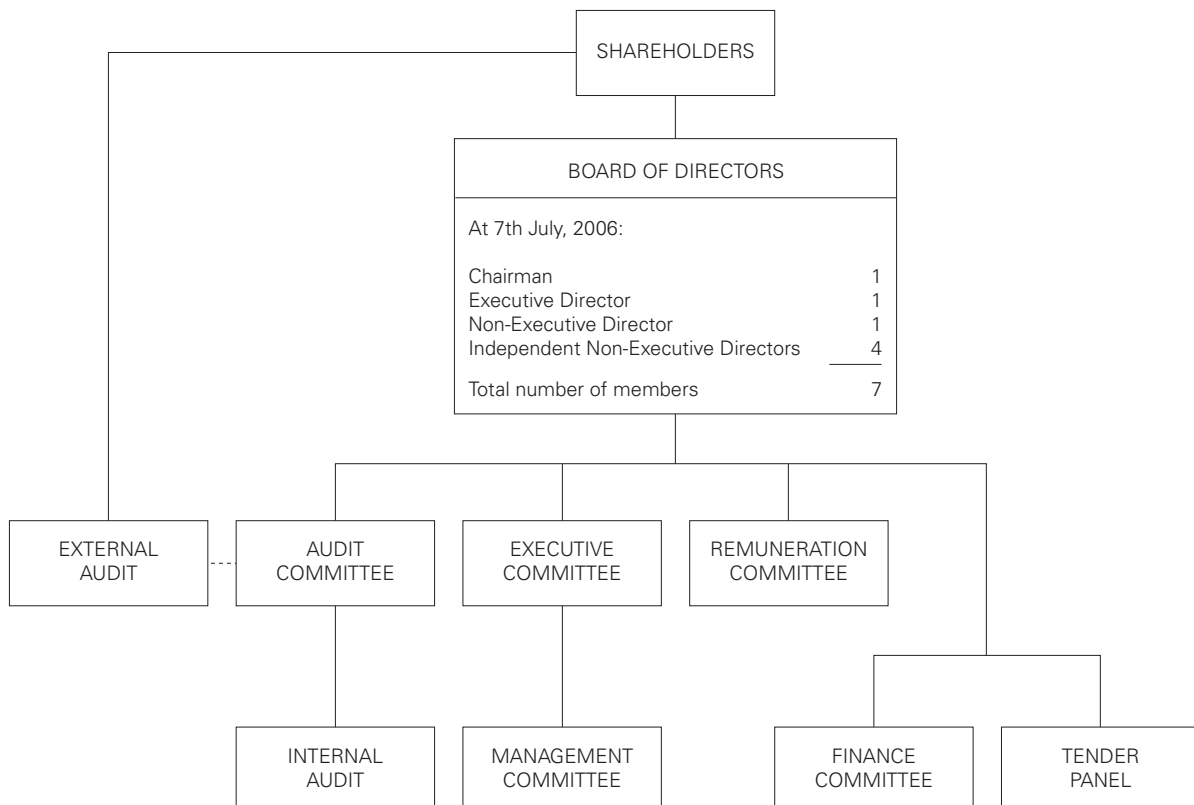 SHAREHOLDERS
BOARD OF DIRECTORS
At 7th July, 2006:
Chairman 1
Executive Director 1
Non-Executive Director 1
Independent Non-Executive Directors 4
Total number of members 7
EXTERNAL
AUDIT
AUDIT
COMMITTEE
EXECUTIVE
COMMITTEE
REMUNERATION
COMMITTEE
INTERNAL
AUDIT
MANAGEMENT
COMMITTEE
FINANCE
COMMITTEE
TENDER
PANEL